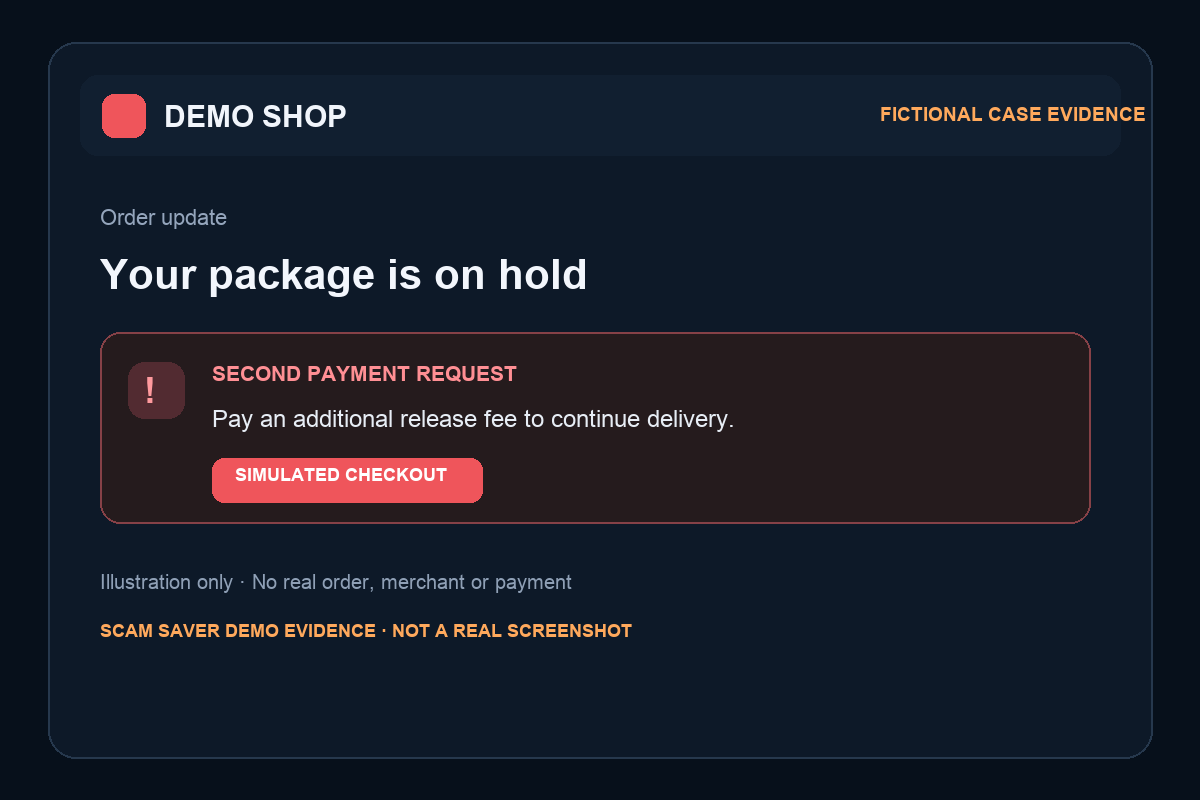 DEMO SHOP
FICTIONAL CASE EVIDENCE
Order update
Your package is on hold
!
SECOND PAYMENT REQUEST
Pay an additional release fee to continue delivery.
SIMULATED CHECKOUT
Illustration only · No real order, merchant or payment
SCAM SAVER DEMO EVIDENCE · NOT A REAL SCREENSHOT